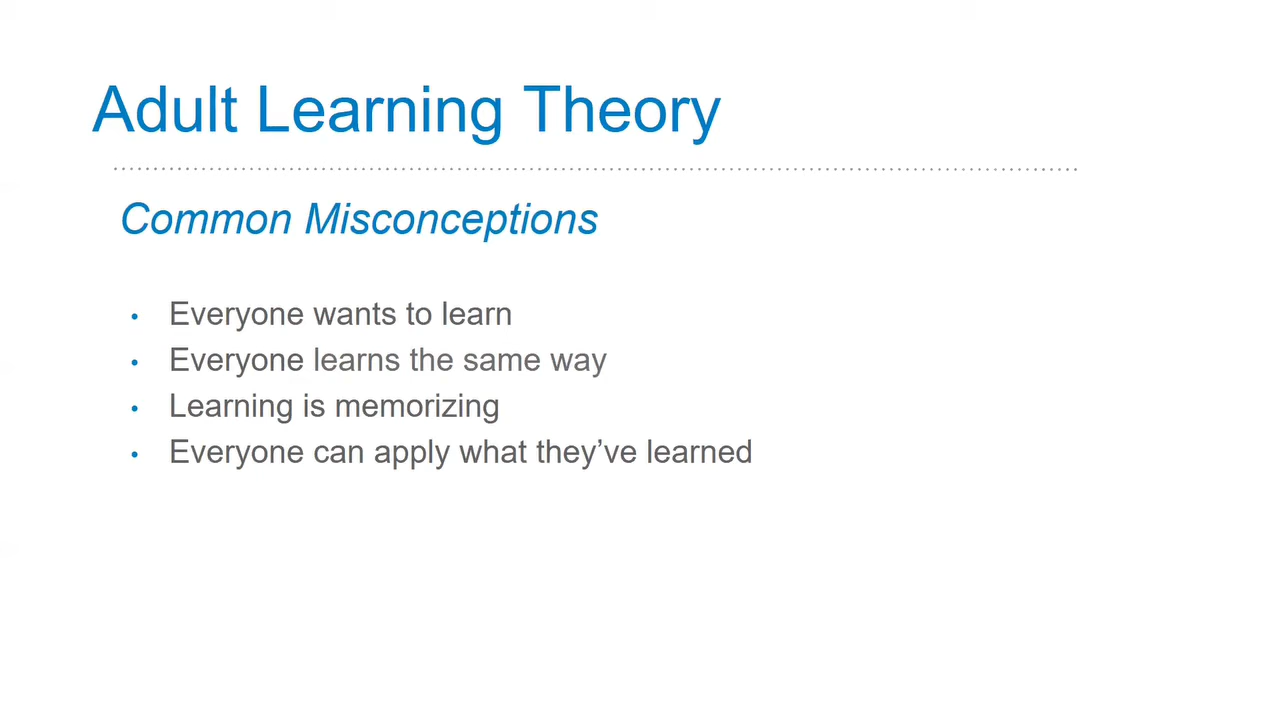 Adult Learning Theory
Common Misconceptions
• Everyone wants to learn
• Everyone learns the same way
• Learning is memorizing
• Everyone can apply what they’ve learned